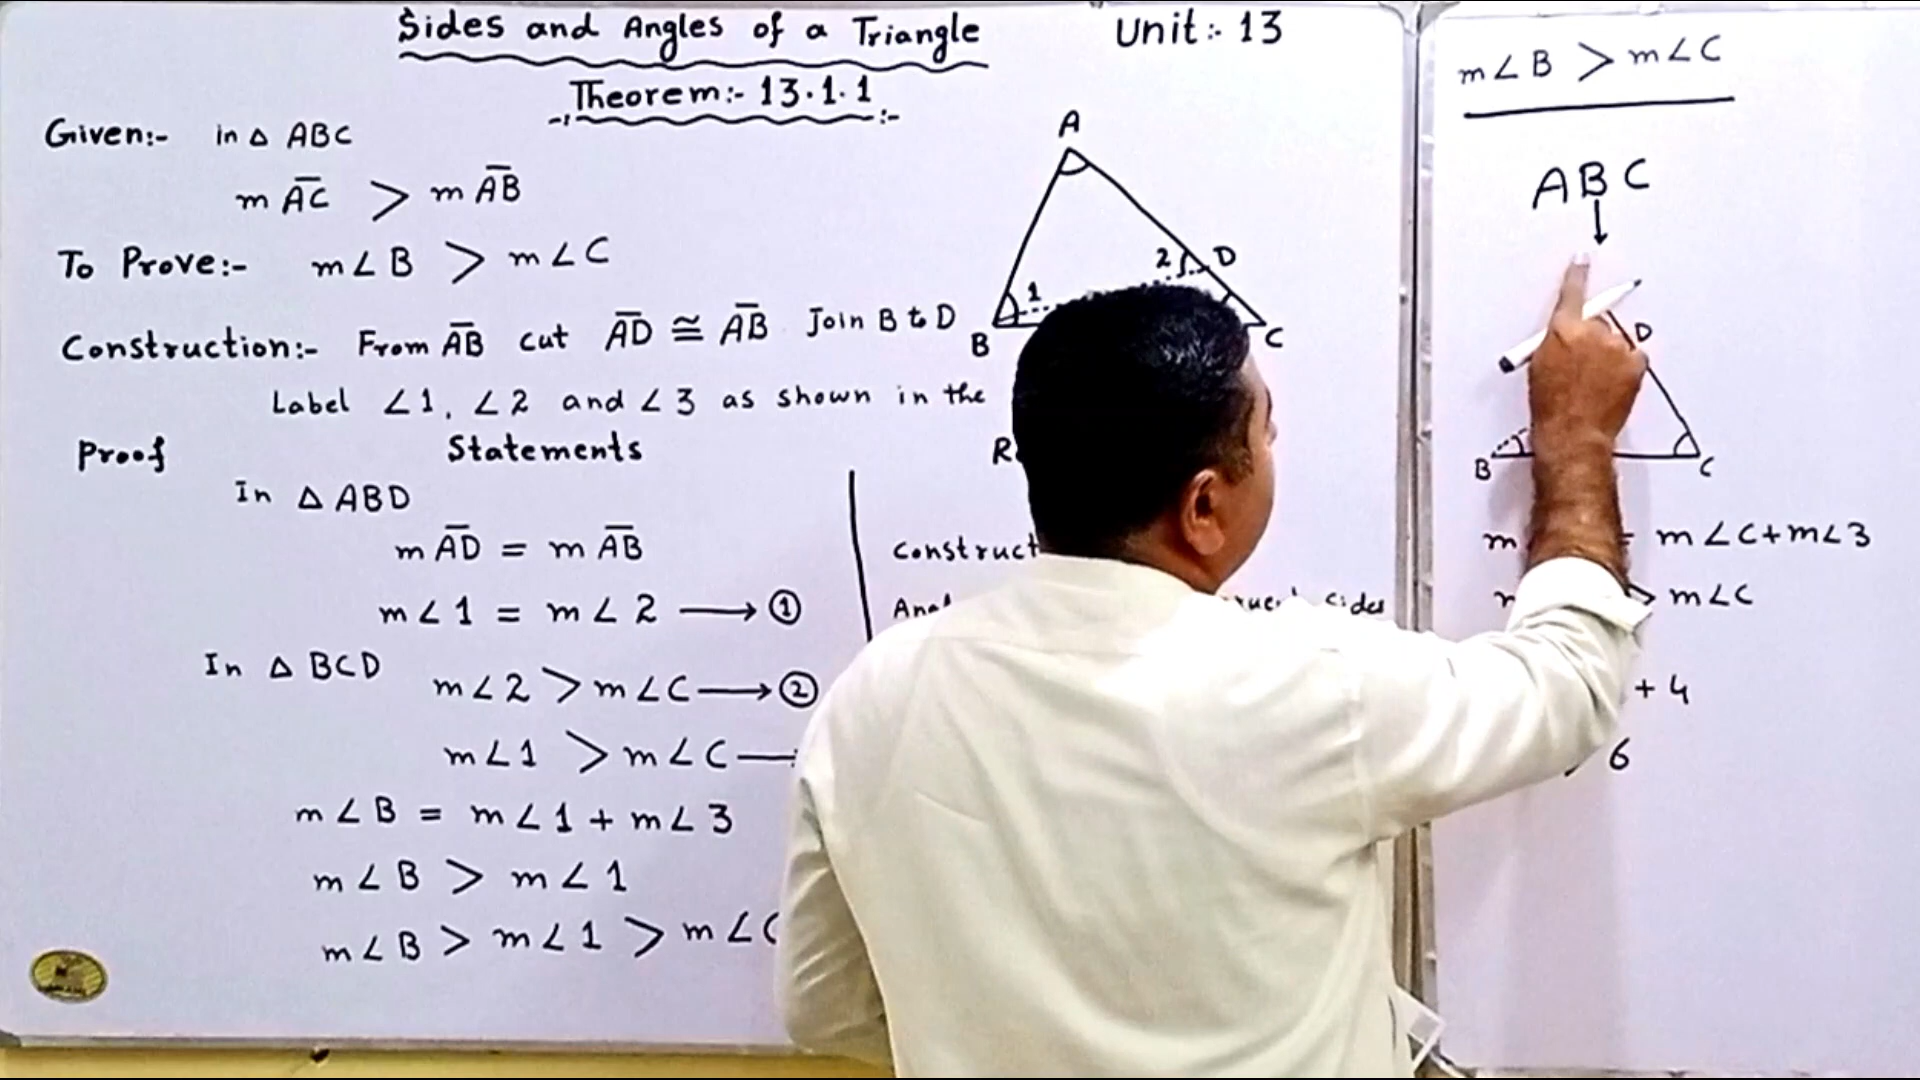 Sides and Angles of a Triangle
Unit:- 13
Theorem:- 13.1.1
Given:- in △ ABC
m AC̅ > m AB̅
To Prove:- m∠B > m∠C
Construction:- From AB̅ cut AD̅ ≅ AB̅ Join B to D
Label ∠1, ∠2 and ∠3 as shown in the
Proof Statements
In △ ABD
m AD̅ = m AB̅
Construct
m∠1 = m∠2 ⟶ ①
sides
In △ BCD
m∠2 > m∠C ⟶ ②
m∠1 > m∠C
m∠B = m∠1 + m∠3
m∠B > m∠1
m∠B > m∠1 > m∠C
A
2
D
1
B
C
m∠B > m∠C
ABC
D
B
C
m = m∠C+m∠3
> m∠C
+ 4
6